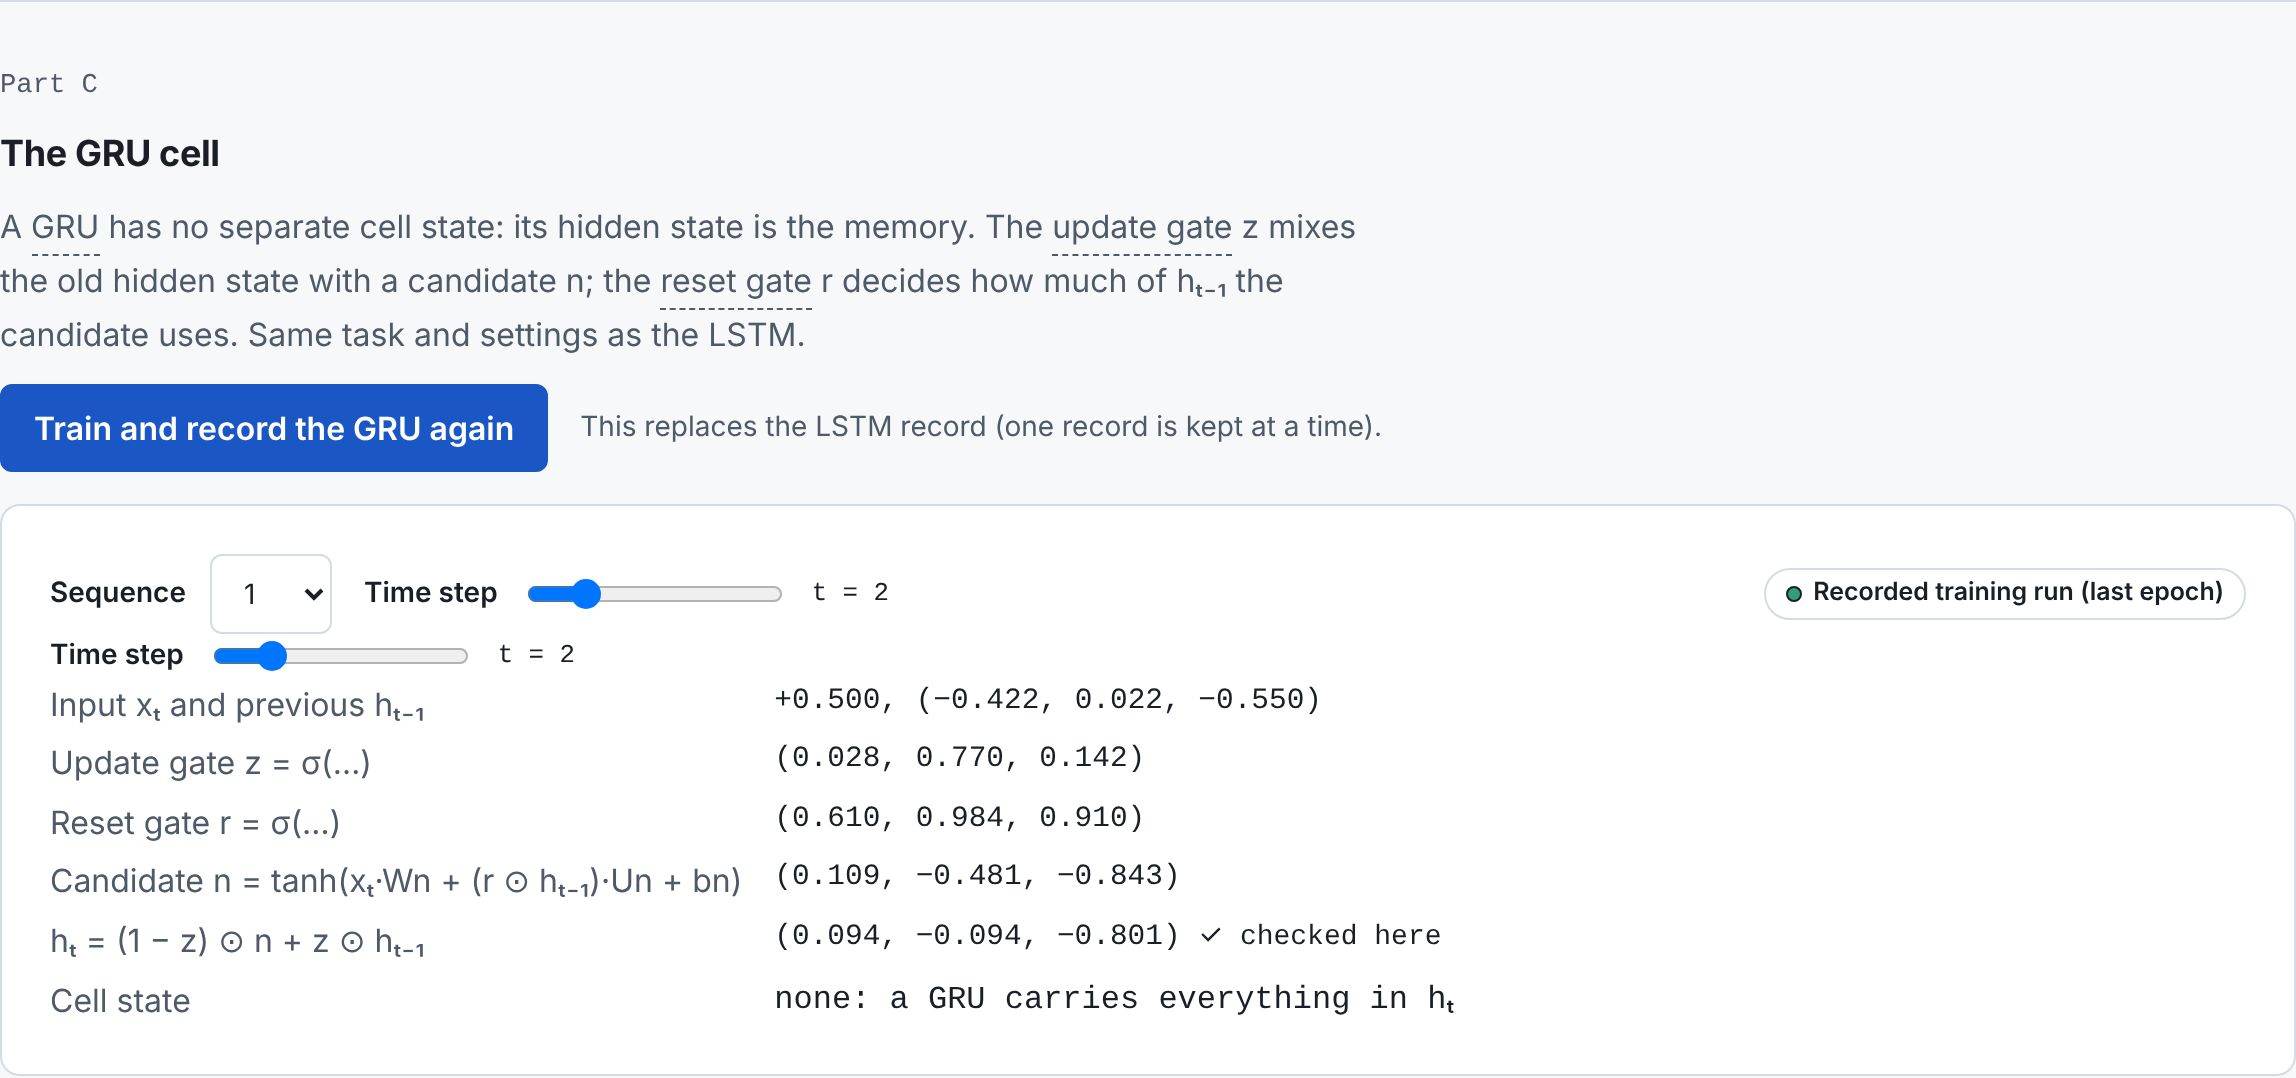 Part C
The GRU cell
A GRU has no separate cell state: its hidden state is the memory. The update gate z mixes
the old hidden state with a candidate n; the reset gate r decides how much of hₜ₋₁ the
candidate uses. Same task and settings as the LSTM.
Train and record the GRU again This replaces the LSTM record (one record is kept at a time).
Sequence 1 Time step t = 2 Recorded training run (last epoch)
Time step t = 2
Input xₜ and previous hₜ₋₁ +0.500, (−0.422, 0.022, −0.550)
Update gate z = σ(…) (0.028, 0.770, 0.142)
Reset gate r = σ(…) (0.610, 0.984, 0.910)
Candidate n = tanh(xₜ·Wn + (r ⊙ hₜ₋₁)·Un + bn) (0.109, −0.481, −0.843)
hₜ = (1 − z) ⊙ n + z ⊙ hₜ₋₁ (0.094, −0.094, −0.801) ✓ checked here
Cell state none: a GRU carries everything in hₜ